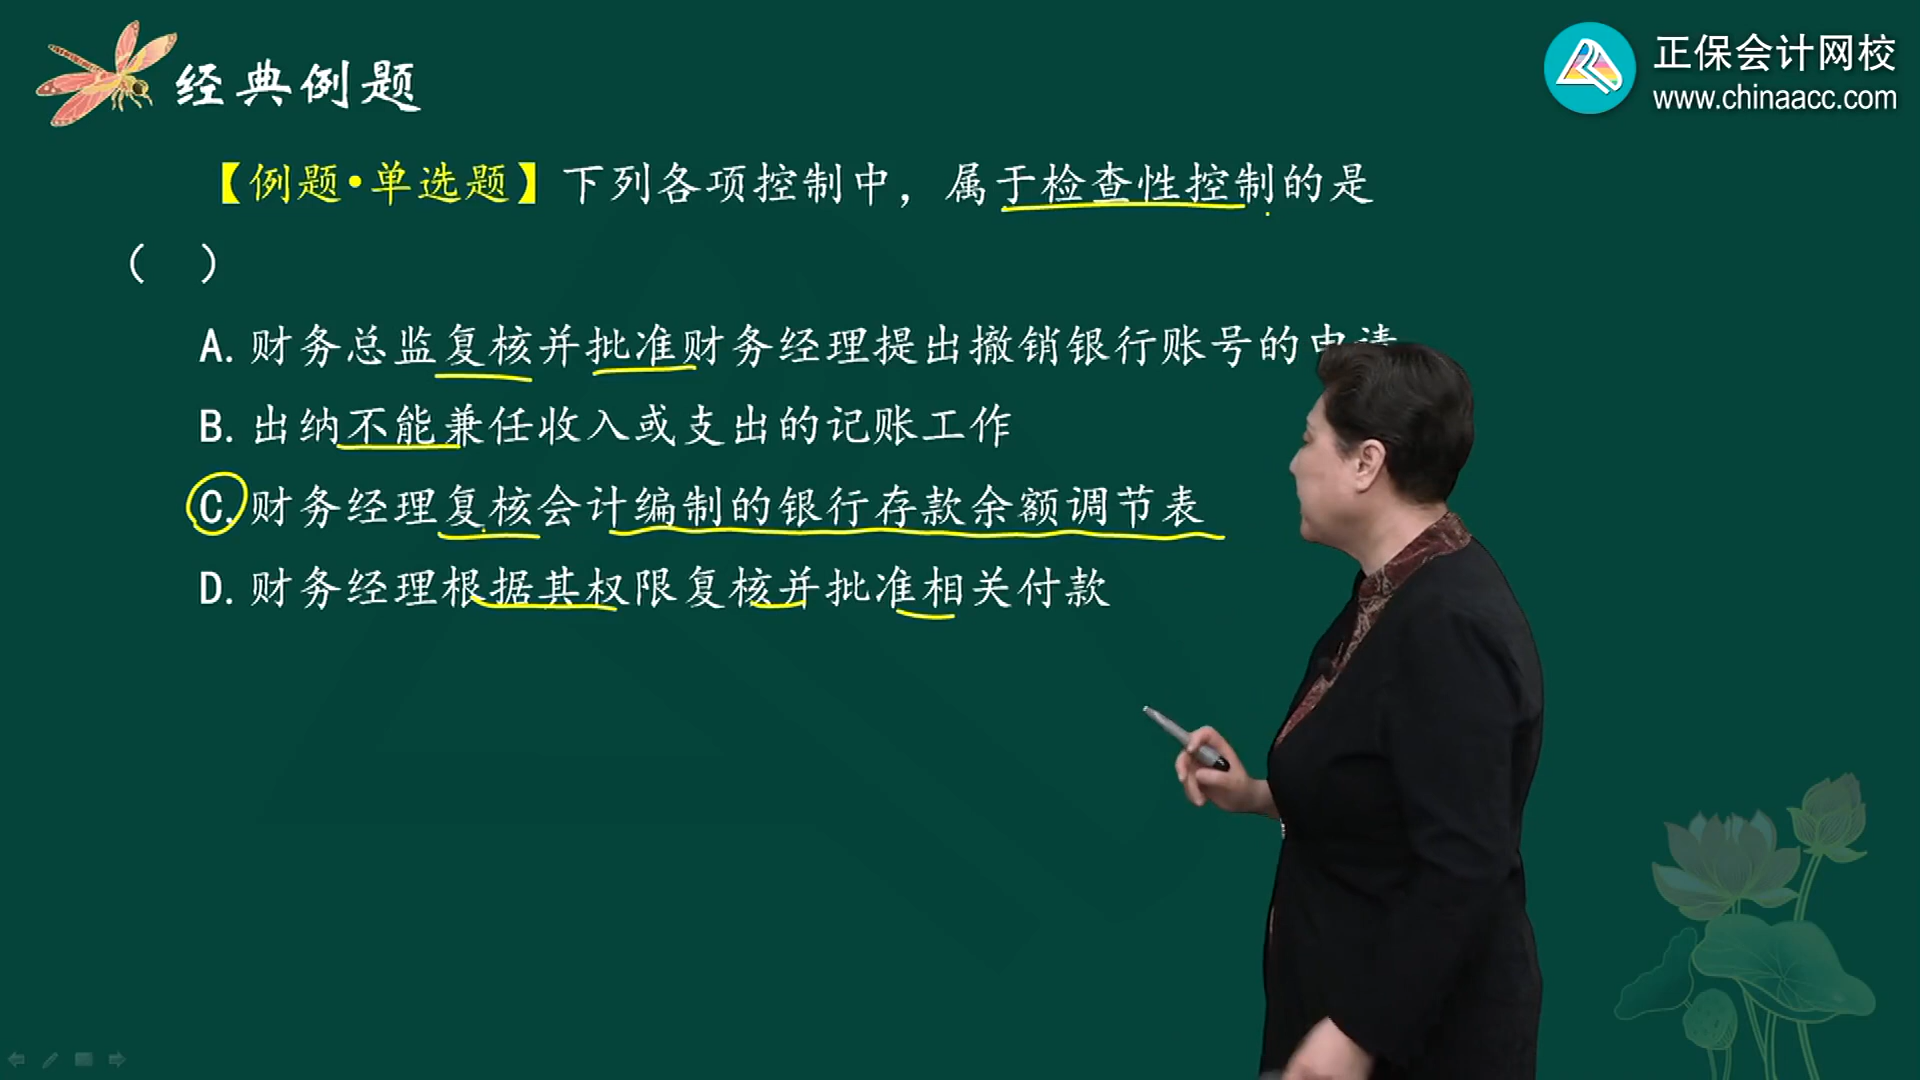 经典例题
正保会计网校
www.chinaacc.com
【例题•单选题】下列各项控制中，属于检查性控制的是
（ ）
A. 财务总监复核并批准财务经理提出撤销银行账号的申请
B. 出纳不能兼任收入或支出的记账工作
C. 财务经理复核会计编制的银行存款余额调节表
D. 财务经理根据其权限复核并批准相关付款